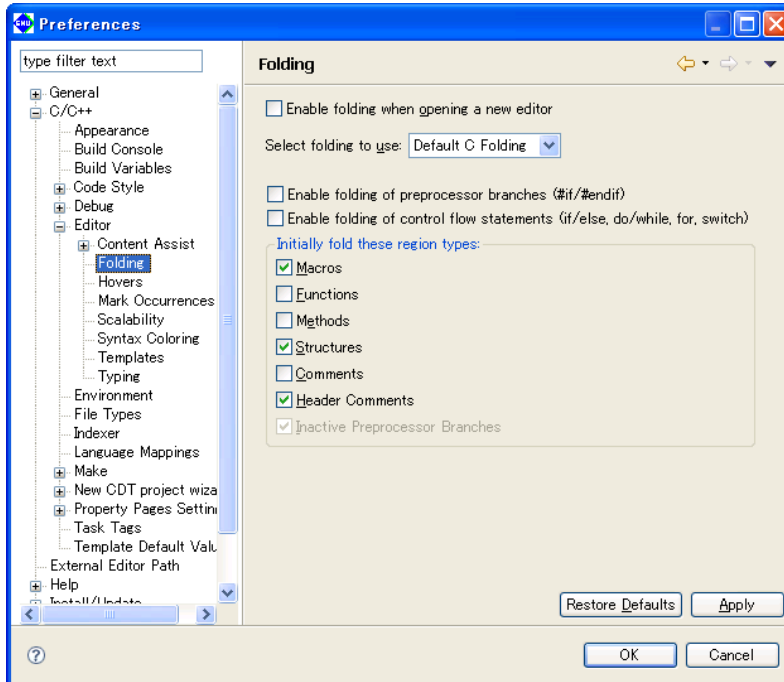 GNU
Preferences
type filter text
General
C/C++
Appearance
Build Console
Build Variables
Code Style
Debug
Editor
Content Assist
Folding
Hovers
Mark Occurrences
Scalability
Syntax Coloring
Templates
Typing
Environment
File Types
Indexer
Language Mappings
Make
New CDT project wiza
Property Pages Settin
Task Tags
Template Default Valu
External Editor Path
Help
Install/Update
Folding
Enable folding when opening a new editor
Select folding to use: Default C Folding
Enable folding of preprocessor branches (#if/#endif)
Enable folding of control flow statements (if/else, do/while, for, switch)
Initially fold these region types:
Macros
Functions
Methods
Structures
Comments
Header Comments
Inactive Preprocessor Branches
Restore Defaults
Apply
?
OK
Cancel